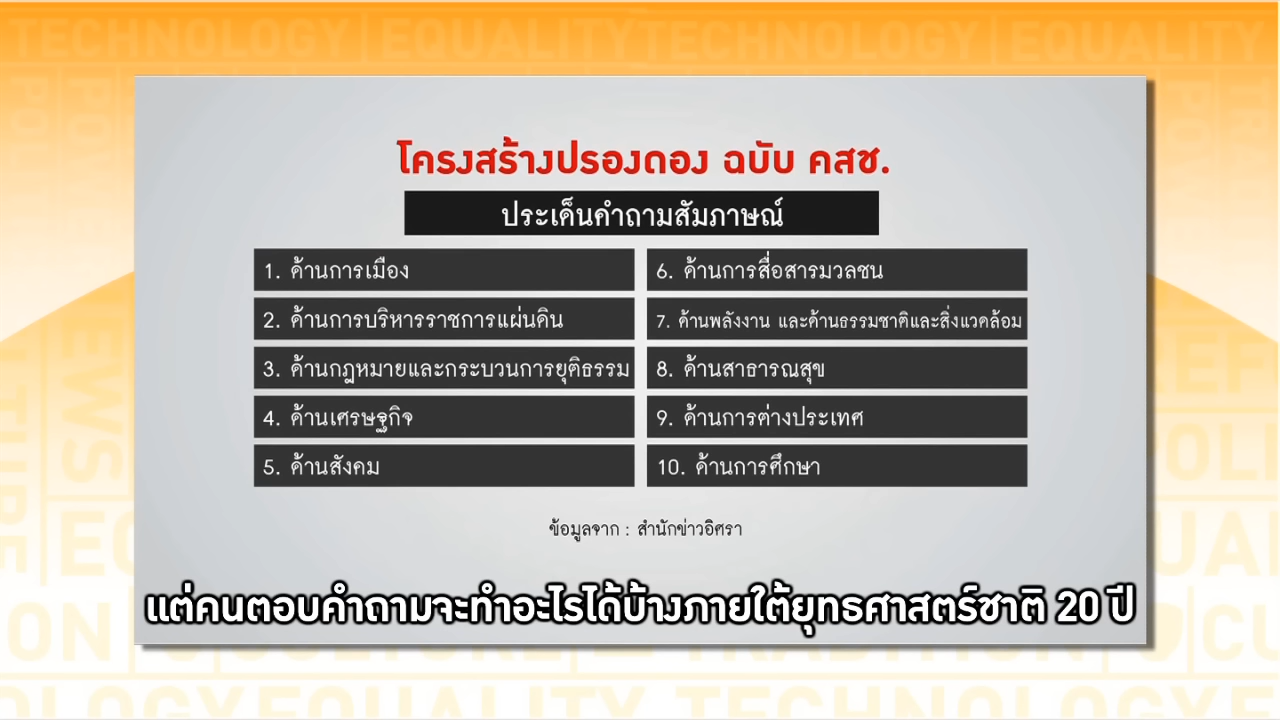 TECHNOLOGY EQUALITY TECHNOLOGY EQUALITY
โครงสร้างปรองดอง ฉบับ คสช.
ประเด็นคำถามสัมภาษณ์
1. ด้านการเมือง
2. ด้านการบริหารราชการแผ่นดิน
3. ด้านกฎหมายและกระบวนการยุติธรรม
4. ด้านเศรษฐกิจ
5. ด้านสังคม
6. ด้านการสื่อสารมวลชน
7. ด้านพลังงาน และด้านธรรมชาติและสิ่งแวดล้อม
8. ด้านสาธารณสุข
9. ด้านการต่างประเทศ
10. ด้านการศึกษา
ข้อมูลจาก : สำนักข่าวอิศรา
แต่คนตอบคำถามจะทำอะไรได้บ้างภายใต้ยุทธศาสตร์ชาติ 20 ปี
EQUALITY TECHNOLOGY